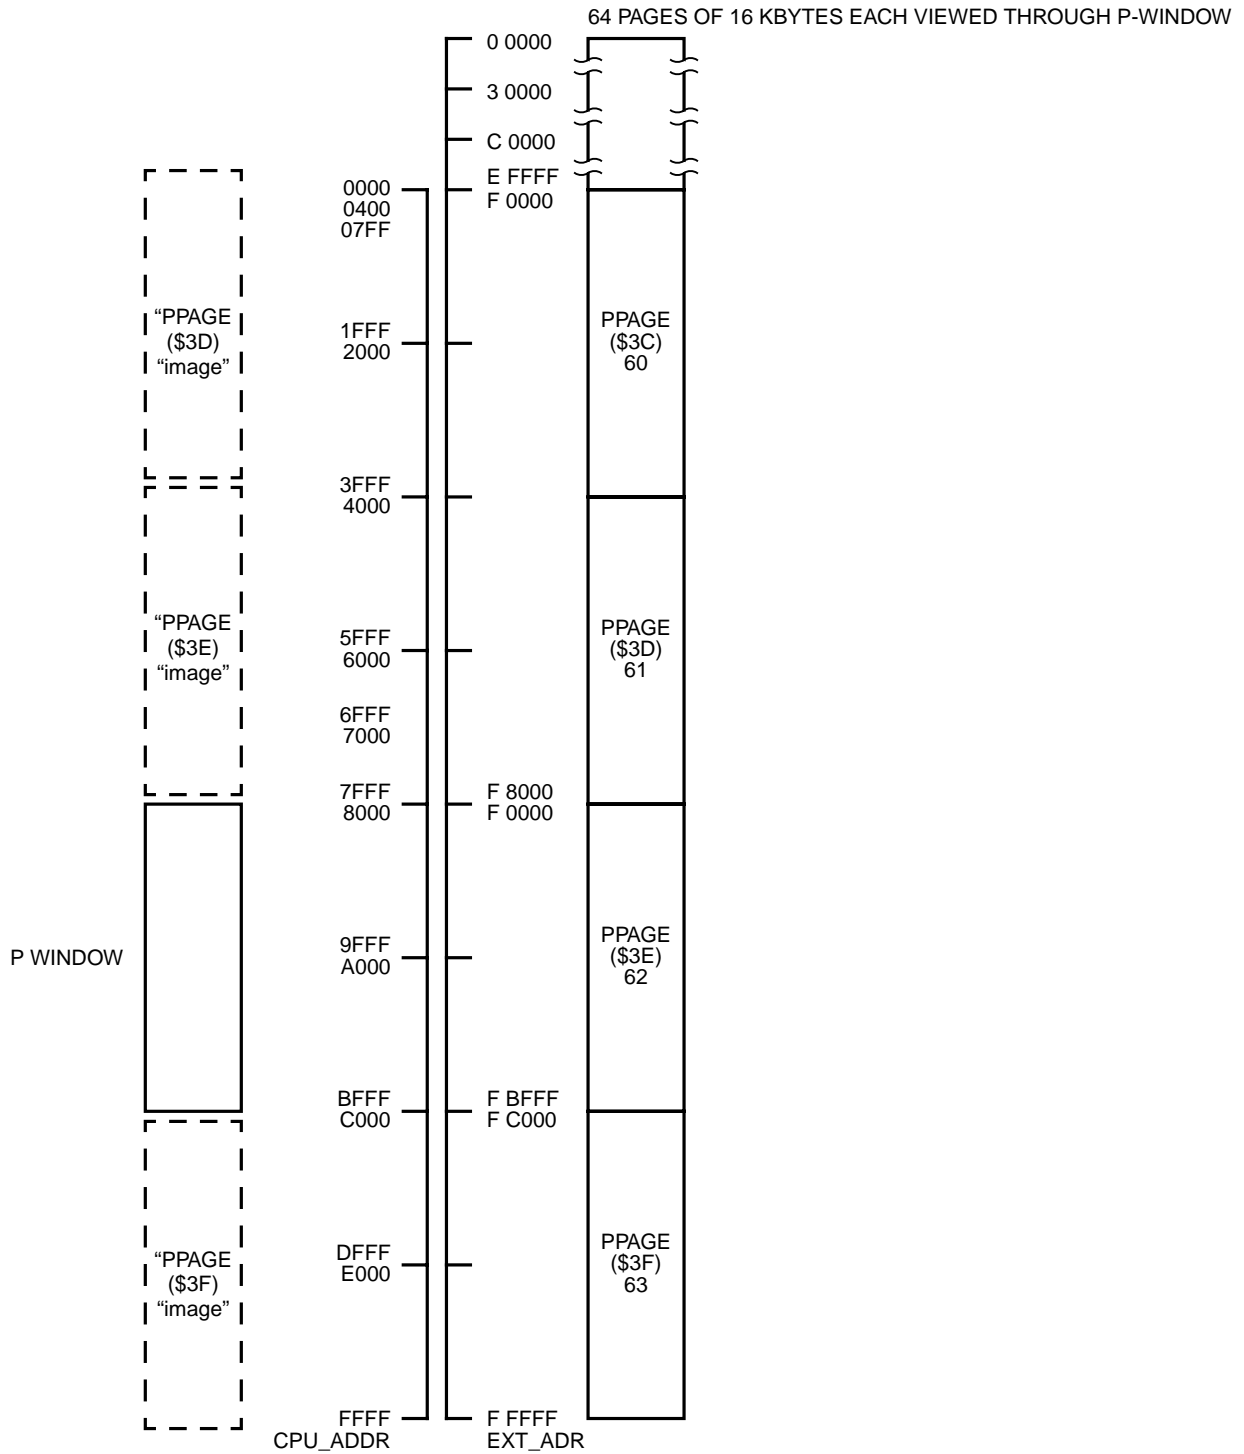 64 PAGES OF 16 KBYTES EACH VIEWED THROUGH P-WINDOW
0 0000
3 0000
C 0000
E FFFF
F 0000
0000
0400
07FF
“PPAGE
($3D)
“image”
1FFF
2000
PPAGE
($3C)
60
3FFF
4000
“PPAGE
($3E)
“image”
5FFF
6000
PPAGE
($3D)
61
6FFF
7000
7FFF
8000
F 8000
F 0000
P WINDOW
9FFF
A000
PPAGE
($3E)
62
BFFF
C000
F BFFF
F C000
“PPAGE
($3F)
“image”
DFFF
E000
PPAGE
($3F)
63
FFFF
CPU_ADDR
F FFFF
EXT_ADR